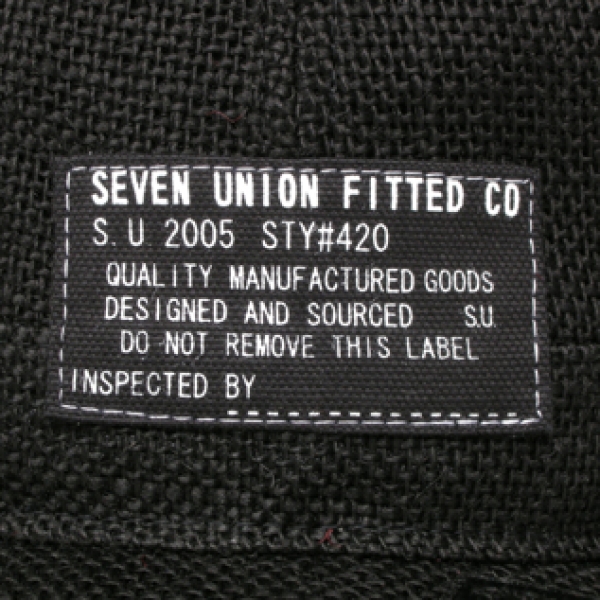 SEVEN UNION FITTED CO
S.U 2005 STY#420
QUALITY MANUFACTURED GOODS
DESIGNED AND SOURCED S.U.
DO NOT REMOVE THIS LABEL
INSPECTED BY